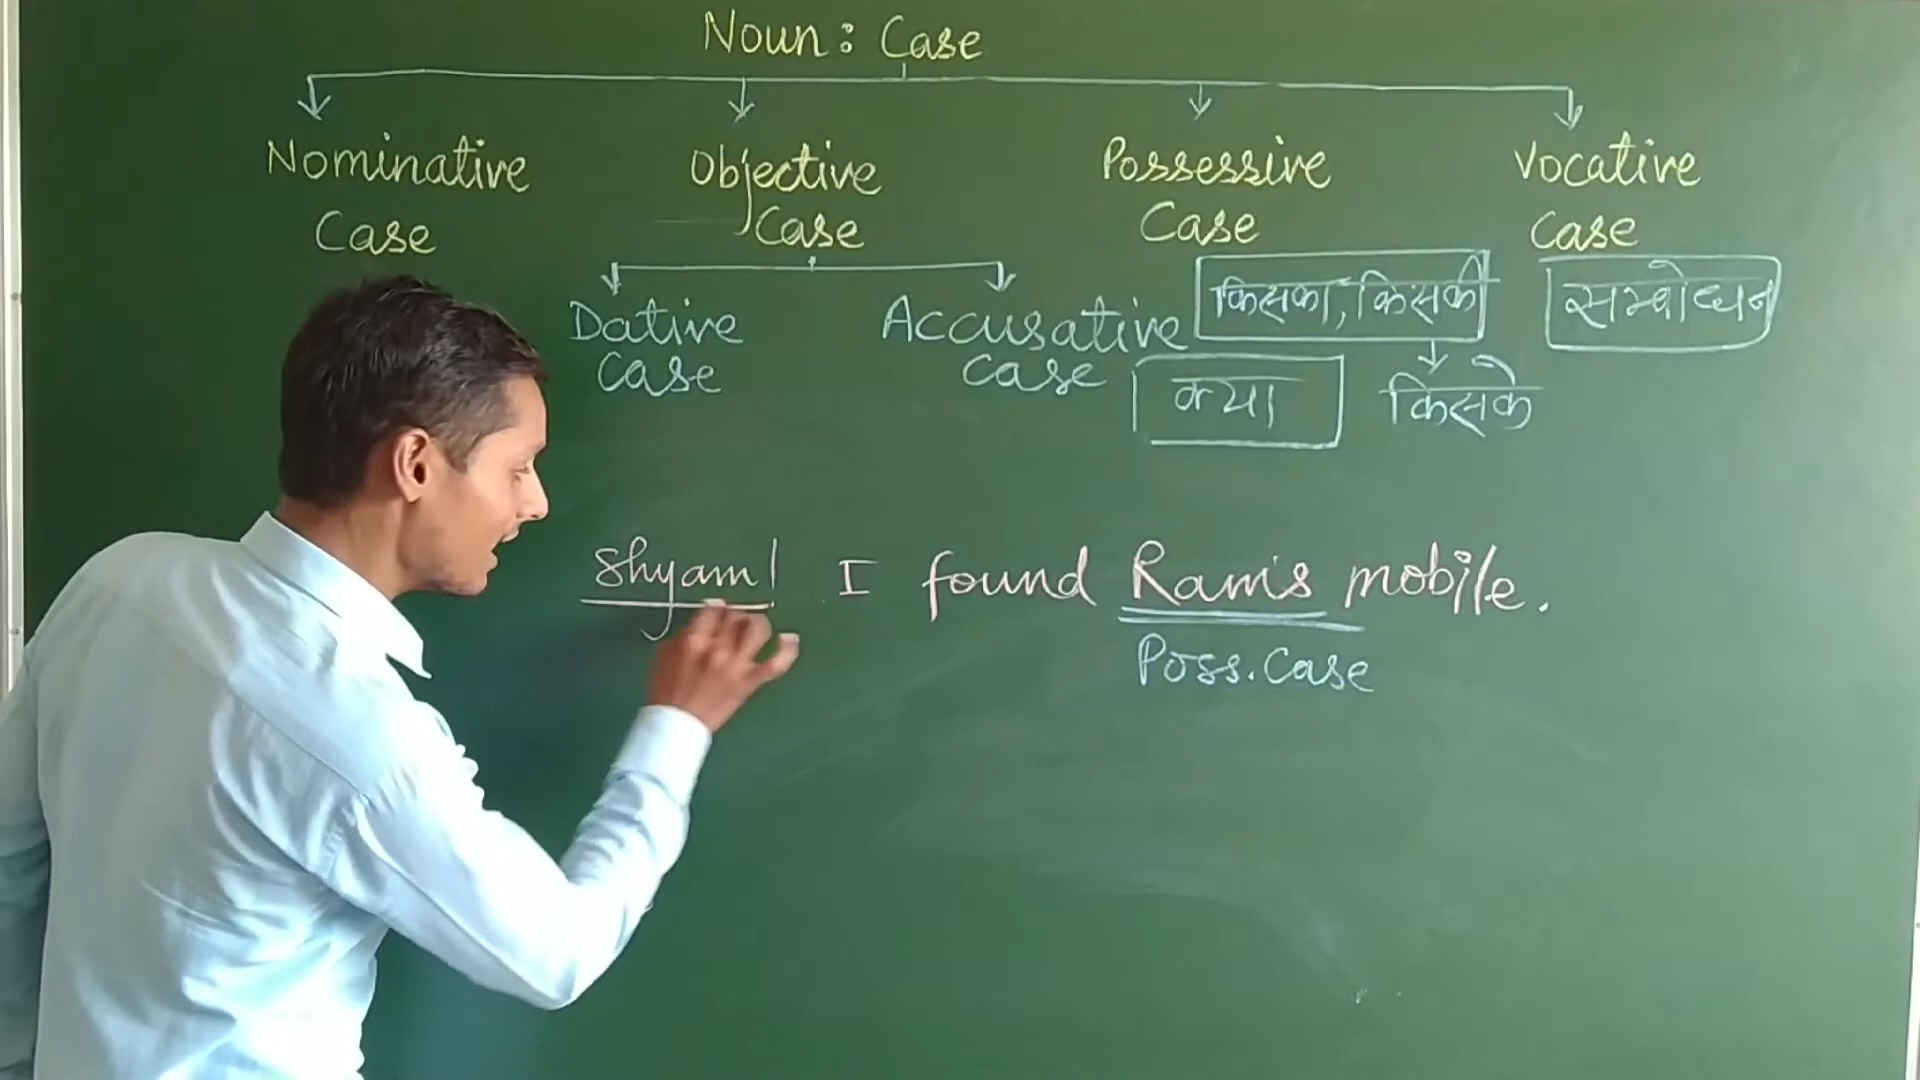 Noun : Case
Nominative Case
Objective Case
Possessive Case
Vocative Case
Dative Case
Accusative Case
किसका, किसकी
सम्बोधन
क्या
किसके
Shyam! I found Ram's mobile.
Poss. Case